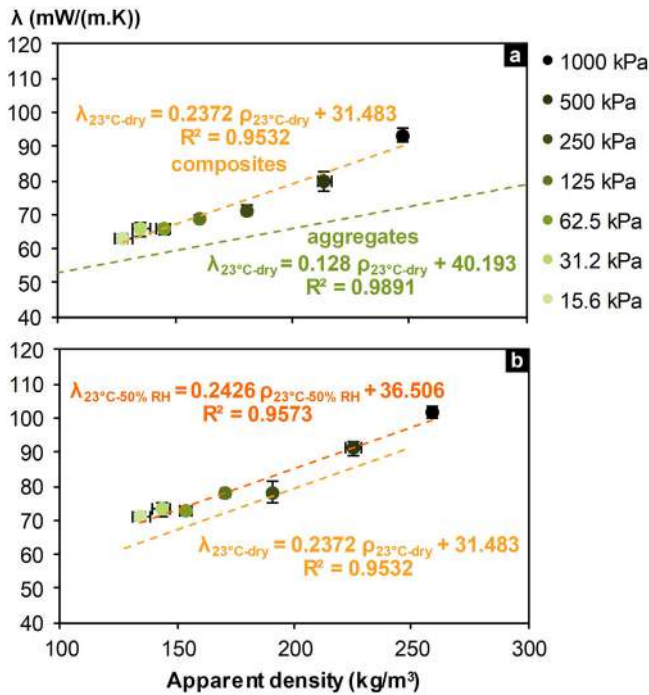 λ (mW/(m.K))
120
110
100
90
80
70
60
50
40
a
λ23°C-dry = 0.2372 ρ23°C-dry + 31.483
R² = 0.9532
composites
aggregates
λ23°C-dry = 0.128 ρ23°C-dry + 40.193
R² = 0.9891
1000 kPa
500 kPa
250 kPa
125 kPa
62.5 kPa
31.2 kPa
15.6 kPa
120
110
100
90
80
70
60
50
40
b
λ23°C-50% RH = 0.2426 ρ23°C-50% RH + 36.506
R² = 0.9573
λ23°C-dry = 0.2372 ρ23°C-dry + 31.483
R² = 0.9532
100 150 200 250 300
Apparent density (kg/m³)